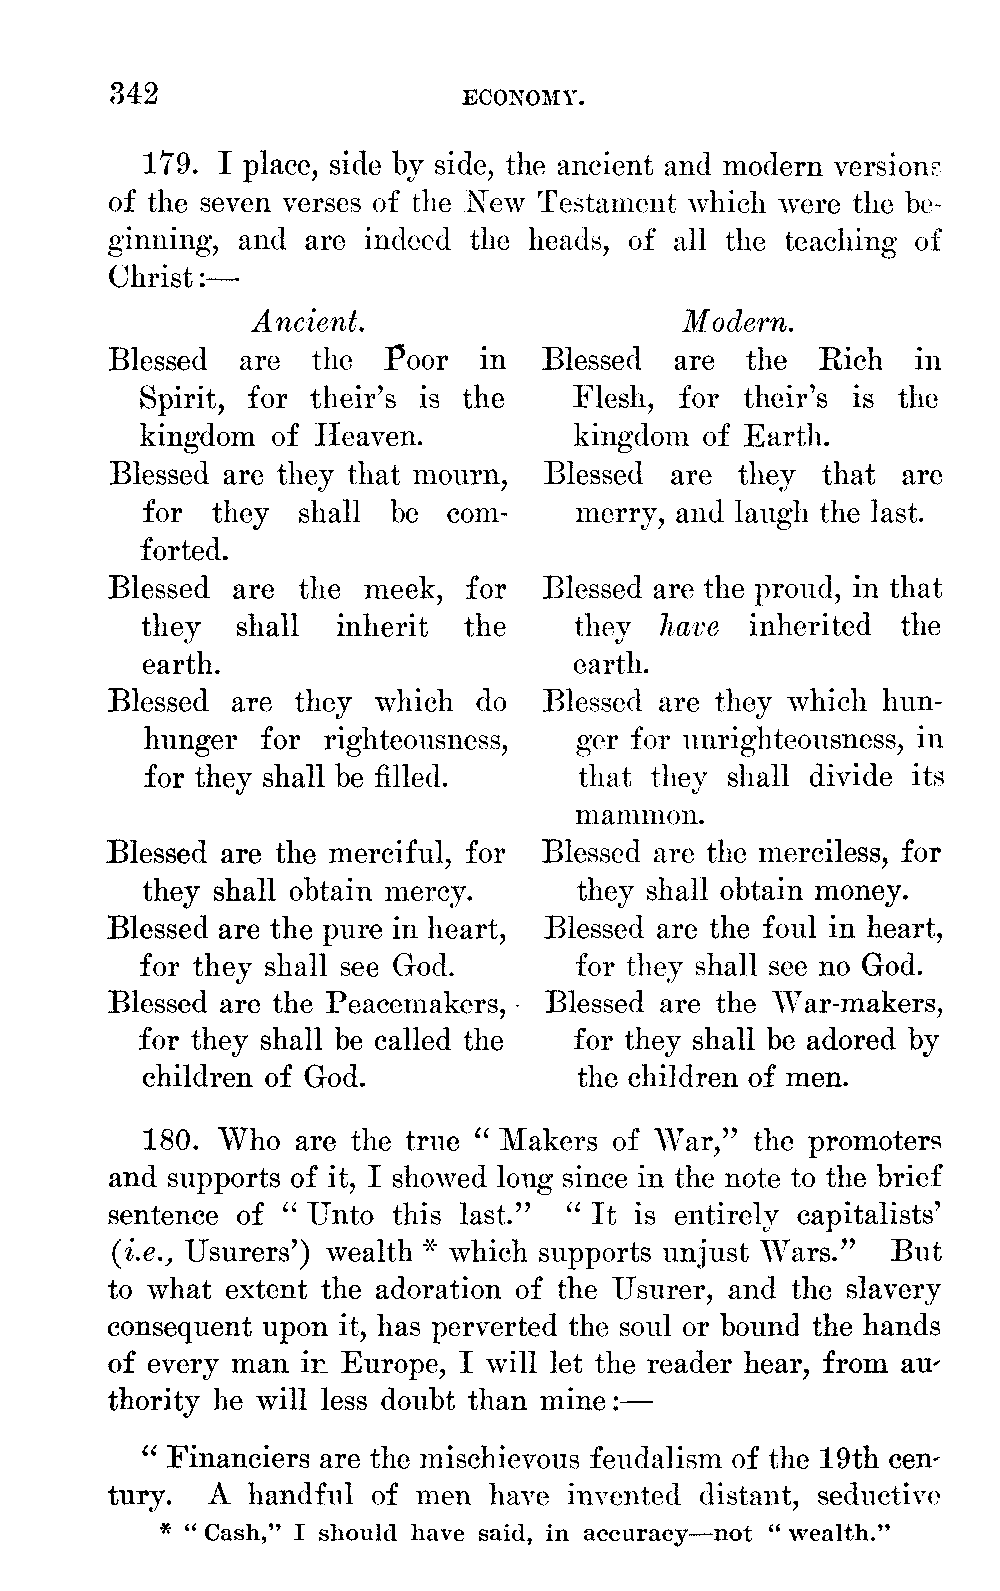 342 ECONOMY.
179. I place, side by side, the ancient and modern versions
of the seven verses of the New Testament which were the be-
ginning, and are indeed the heads, of all the teaching of
Christ:—
Ancient. Modern.
Blessed are the Poor in
Spirit, for their's is the
kingdom of Heaven.
Blessed are they that mourn,
for they shall be com-
forted.
Blessed are the meek, for
they shall inherit the
earth.
Blessed are they which do
hunger for righteousness,
for they shall be filled.
Blessed are the merciful, for
they shall obtain mercy.
Blessed are the pure in heart,
for they shall see God.
Blessed are the Peacemakers,
for they shall be called the
children of God.
Blessed are the Rich in
Flesh, for their's is the
kingdom of Earth.
Blessed are they that are
merry, and laugh the last.
Blessed are the proud, in that
they have inherited the
earth.
Blessed are they which hun-
ger for unrighteousness, in
that they shall divide its
mammon.
Blessed are the merciless, for
they shall obtain money.
Blessed are the foul in heart,
for they shall see no God.
Blessed are the War-makers,
for they shall be adored by
the children of men.
180. Who are the true “Makers of War,” the promoters
and supports of it, I showed long since in the note to the brief
sentence of “Unto this last.” “It is entirely capitalists’
(i.e., Usurers’) wealth * which supports unjust Wars.” But
to what extent the adoration of the Usurer, and the slavery
consequent upon it, has perverted the soul or bound the hands
of every man in Europe, I will let the reader hear, from au-
thority he will less doubt than mine:—
“Financiers are the mischievous feudalism of the 19th cen-
tury. A handful of men have invented distant, seductive
* “Cash,” I should have said, in accuracy—not “wealth.”